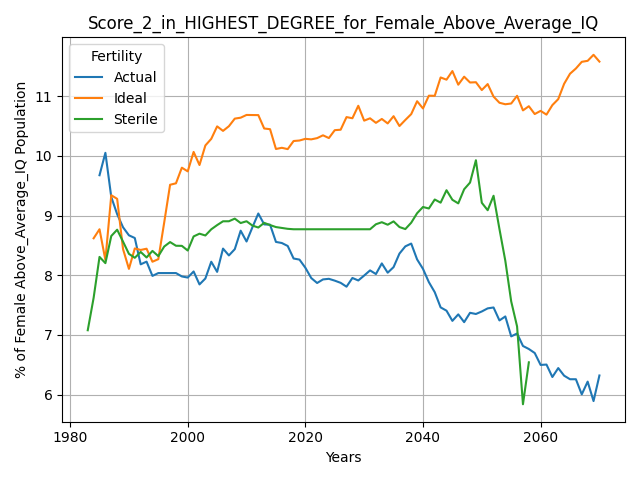 Score_2_in_HIGHEST_DEGREE_for_Female_Above_Average_IQ
Fertility
Actual
Ideal
Sterile
% of Female Above_Average_IQ Population
11
10
9
8
7
6
1980
2000
2020
2040
2060
Years